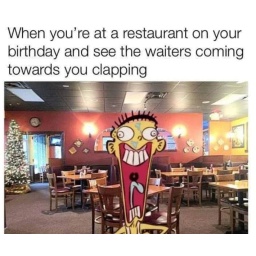 When you're at a restaurant on your
birthday and see the waiters coming
towards you clapping